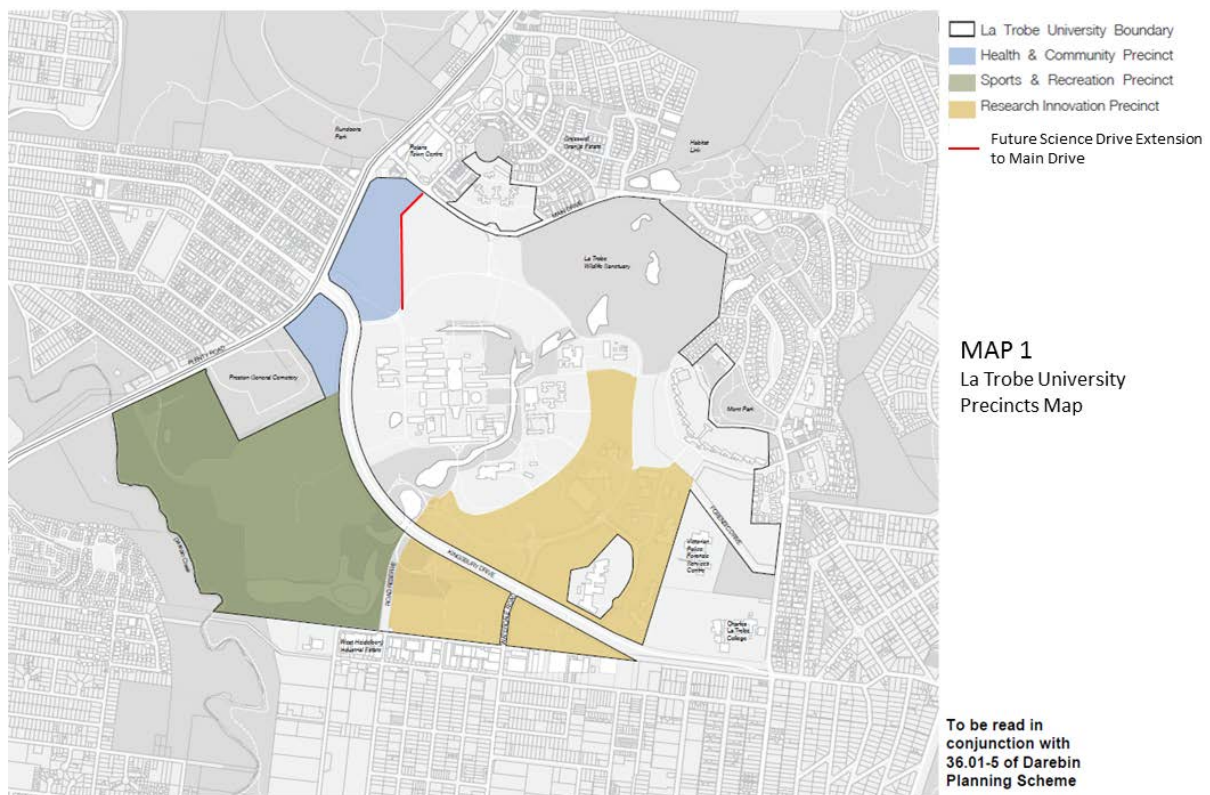 La Trobe University Boundary
Health & Community Precinct
Sports & Recreation Precinct
Research Innovation Precinct
Future Science Drive Extension
to Main Drive
Bundoora
Park
Polaris
Town Centre
Habitat
Link
MAIN DRIVE
La Trobe
Wildlife Sanctuary
PLENTY ROAD
Preston General Cemetery
Mont Park
MAP 1
La Trobe University
Precincts Map
FORENSIC DRIVE
Darebin Creek
ROAD RESERVE
KINGSBURY DRIVE
Victorian
Police
Forensic
Services
Centre
Charles
La Trobe
College
West Heidelberg
Industrial Estate
To be read in
conjunction with
36.01-5 of Darebin
Planning Scheme